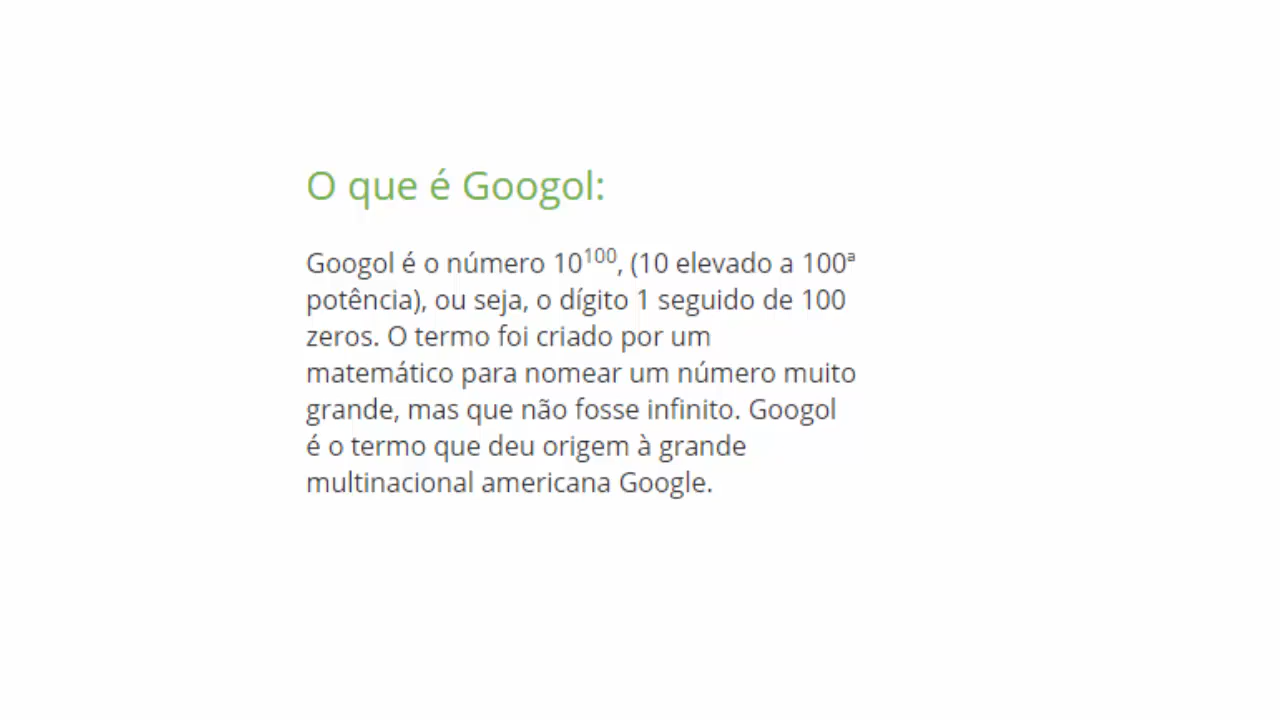 O que é Googol:
Googol é o número 10¹⁰⁰, (10 elevado a 100ª
potência), ou seja, o dígito 1 seguido de 100
zeros. O termo foi criado por um
matemático para nomear um número muito
grande, mas que não fosse infinito. Googol
é o termo que deu origem à grande
multinacional americana Google.